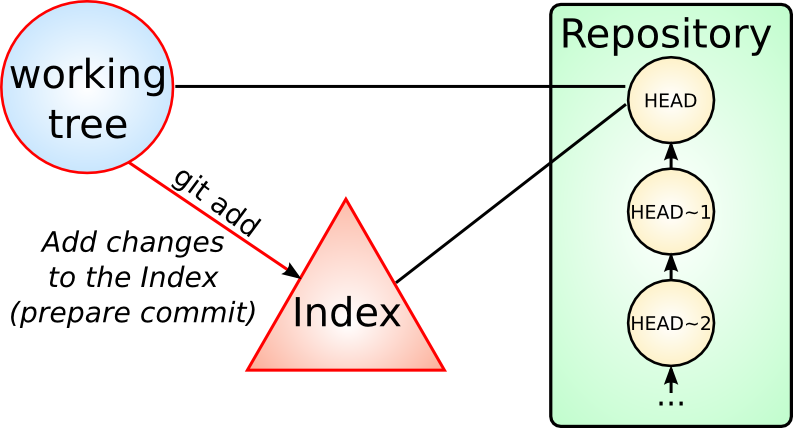 working
tree
git add
Add changes
to the Index
(prepare commit)
Index
Repository
HEAD
HEAD~1
HEAD~2
...